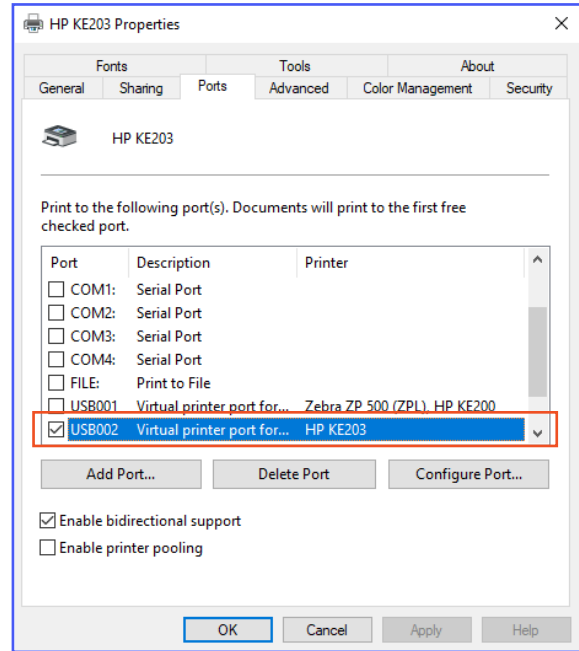 HP KE203 Properties
Fonts Tools About
General Sharing Ports Advanced Color Management Security
HP KE203
Print to the following port(s). Documents will print to the first free
checked port.
Port Description Printer
COM1: Serial Port
COM2: Serial Port
COM3: Serial Port
COM4: Serial Port
FILE: Print to File
USB001 Virtual printer port for... Zebra ZP 500 (ZPL), HP KE200
USB002 Virtual printer port for... HP KE203
Add Port... Delete Port Configure Port...
Enable bidirectional support
Enable printer pooling
OK Cancel Apply Help